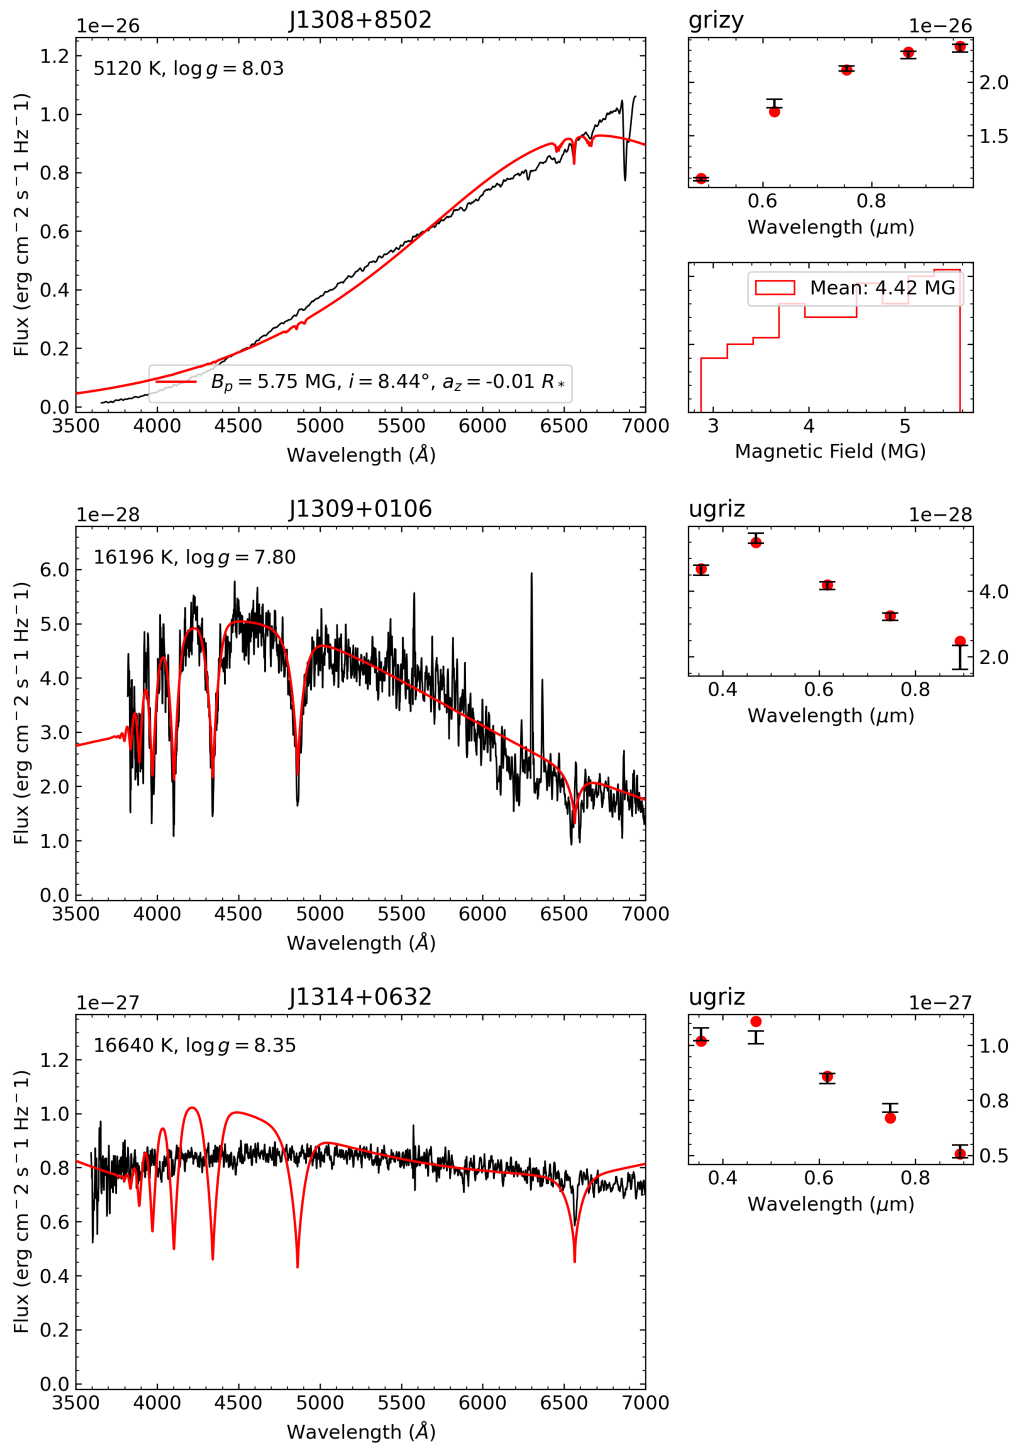 1e−26
J1308+8502
5120 K, log g = 8.03
Flux (erg cm−2 s−1 Hz−1)
1.2
1.0
0.8
0.6
0.4
0.2
0.0
B_p = 5.75 MG, i = 8.44°, a_z = -0.01 R_*
3500 4000 4500 5000 5500 6000 6500 7000
Wavelength (Å)
grizy
1e−26
2.0
1.5
0.6 0.8
Wavelength (μm)
Mean: 4.42 MG
3 4 5
Magnetic Field (MG)
1e−28
J1309+0106
16196 K, log g = 7.80
Flux (erg cm−2 s−1 Hz−1)
6.0
5.0
4.0
3.0
2.0
1.0
0.0
3500 4000 4500 5000 5500 6000 6500 7000
Wavelength (Å)
ugriz
1e−28
4.0
2.0
0.4 0.6 0.8
Wavelength (μm)
1e−27
J1314+0632
16640 K, log g = 8.35
Flux (erg cm−2 s−1 Hz−1)
1.2
1.0
0.8
0.6
0.4
0.2
0.0
3500 4000 4500 5000 5500 6000 6500 7000
Wavelength (Å)
ugriz
1e−27
1.0
0.8
0.5
0.4 0.6 0.8
Wavelength (μm)